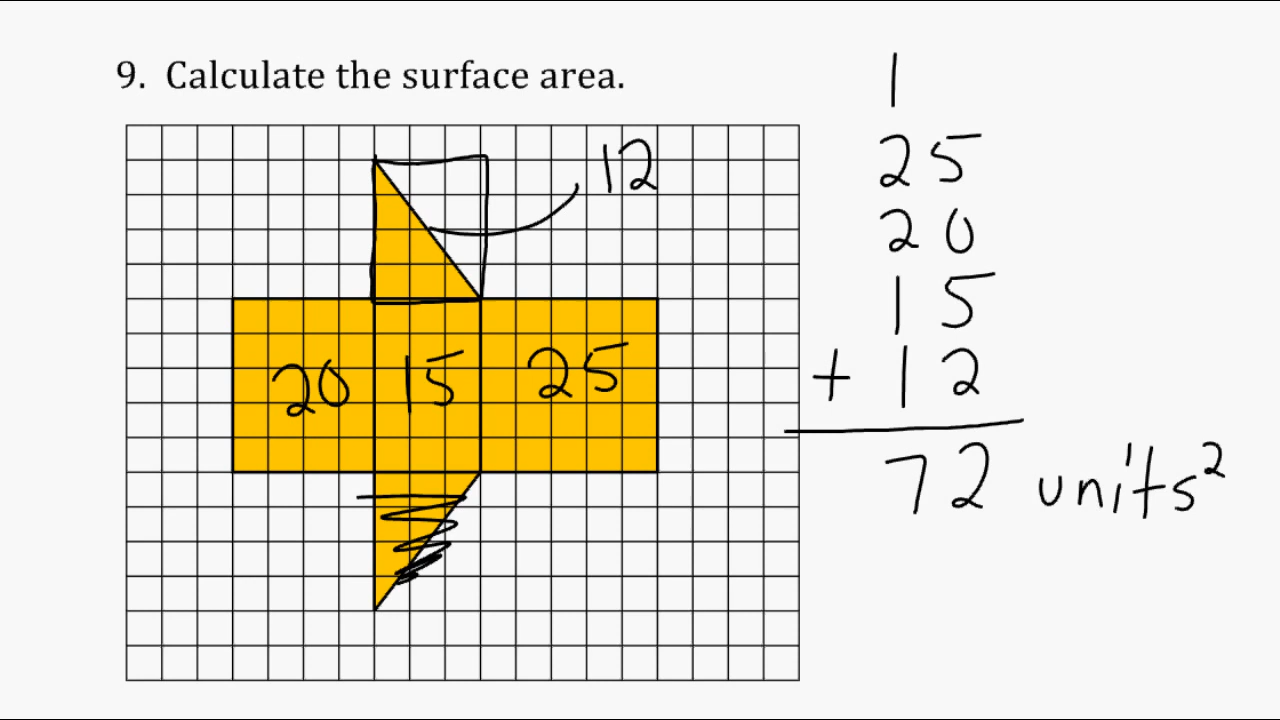 9. Calculate the surface area.
12
20 15 25
1
25
20
15
+ 12
72 units²